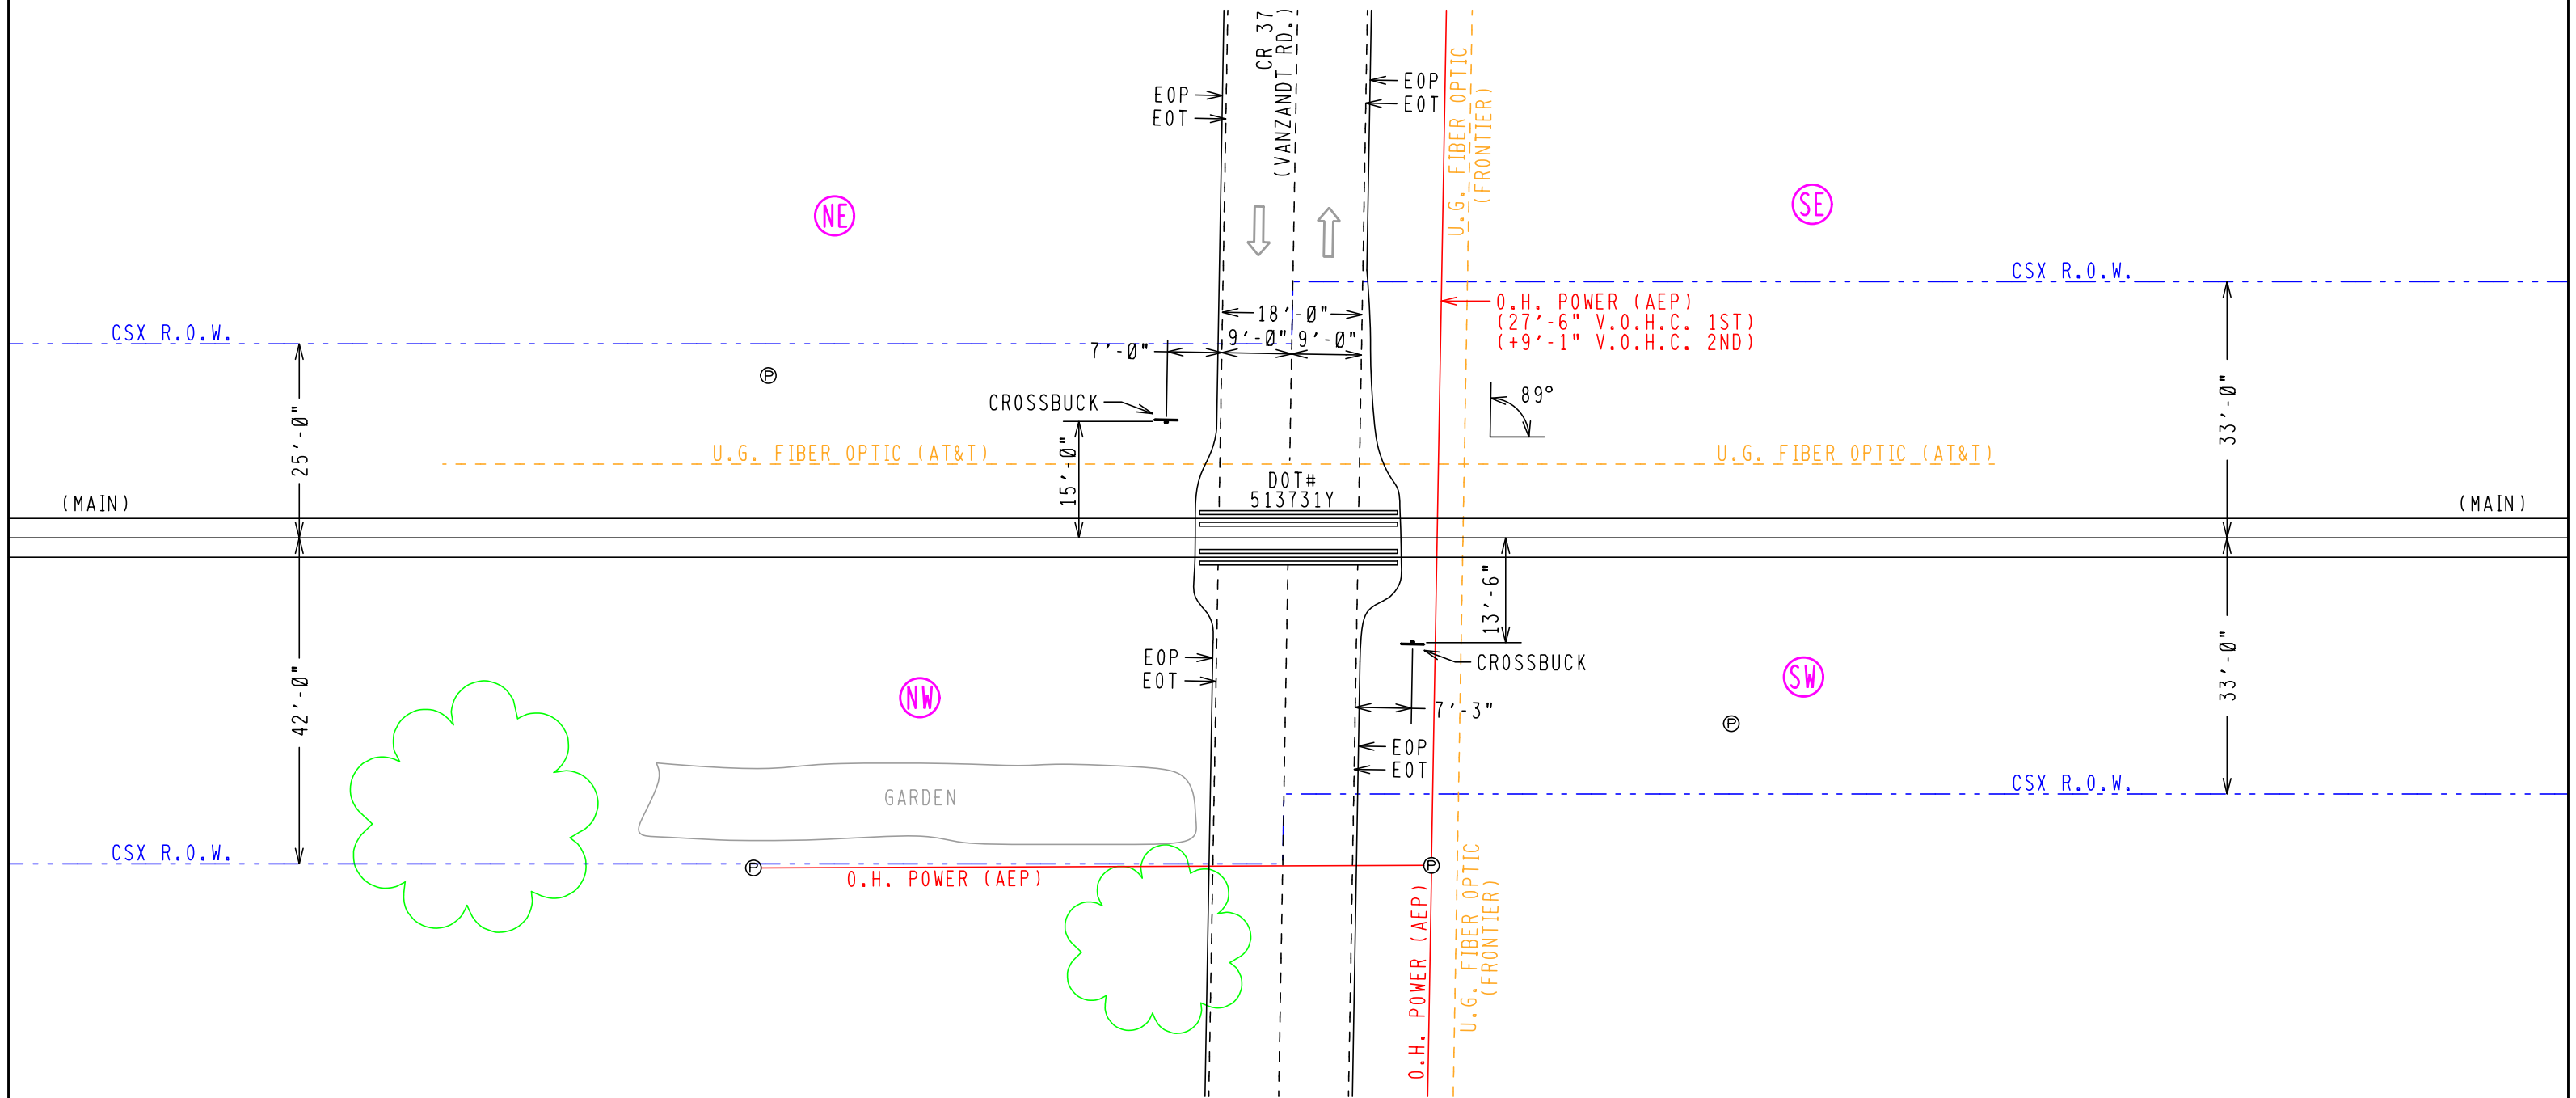 CR 37
(VANZANDT RD.)
EOP
EOT
EOP
EOT
U.G. FIBER OPTIC
(FRONTIER)
NE
SE
CSX R.O.W.
CSX R.O.W.
18'-0"
9'-0" 9'-0"
7'-0"
O.H. POWER (AEP)
(27'-6" V.O.H.C. 1ST)
(+9'-1" V.O.H.C. 2ND)
P
CROSSBUCK
89°
25'-0"
15'-0"
33'-0"
U.G. FIBER OPTIC (AT&T)
U.G. FIBER OPTIC (AT&T)
DOT#
513731Y
(MAIN)
(MAIN)
13'-6"
CROSSBUCK
EOP
EOT
42'-0"
33'-0"
NW
SW
7'-3"
P
EOP
EOT
GARDEN
CSX R.O.W.
CSX R.O.W.
P
P
O.H. POWER (AEP)
O.H. POWER (AEP)
U.G. FIBER OPTIC
(FRONTIER)